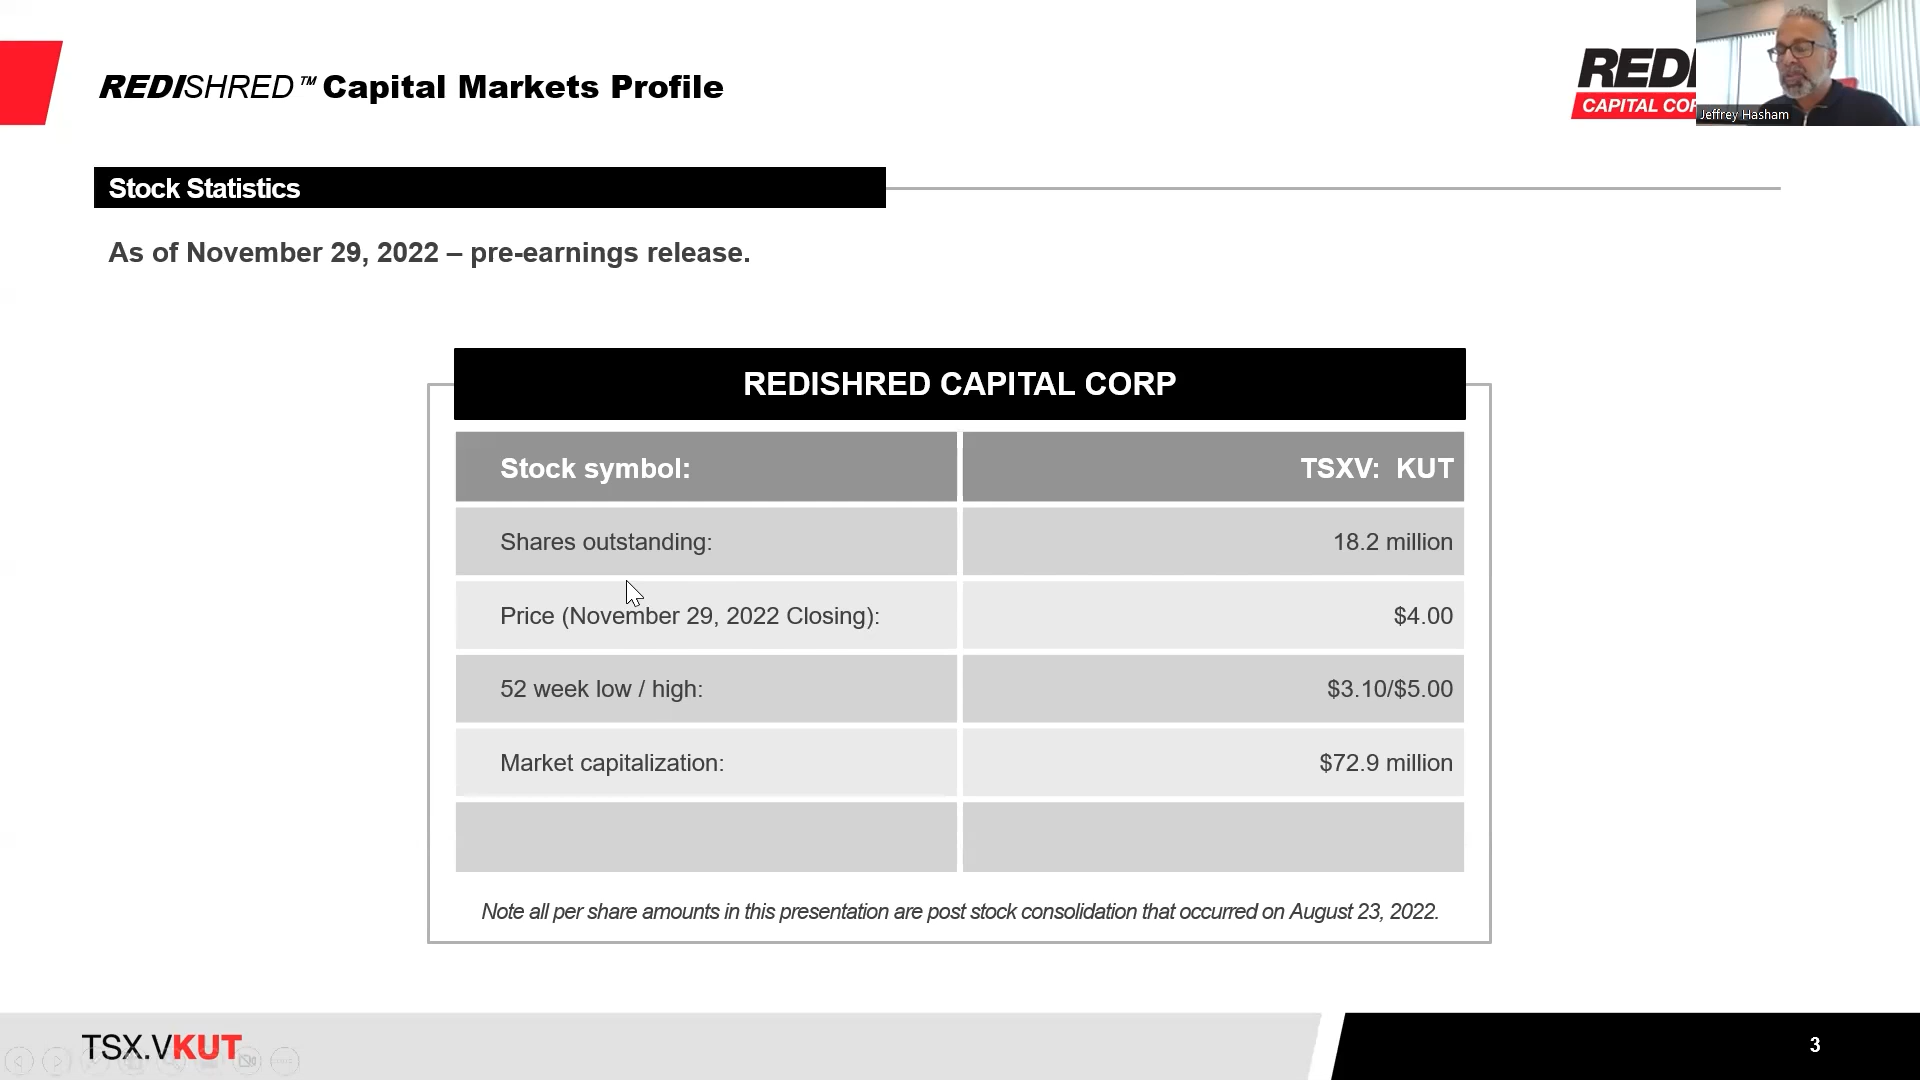 REDISHRED™ Capital Markets Profile
REDI
CAPITAL COR
Jeffrey Hasham
Stock Statistics
As of November 29, 2022 – pre-earnings release.
REDISHRED CAPITAL CORP
Stock symbol: TSXV: KUT
Shares outstanding: 18.2 million
Price (November 29, 2022 Closing): $4.00
52 week low / high: $3.10/$5.00
Market capitalization: $72.9 million
Note all per share amounts in this presentation are post stock consolidation that occurred on August 23, 2022.
TSX.VKUT
3